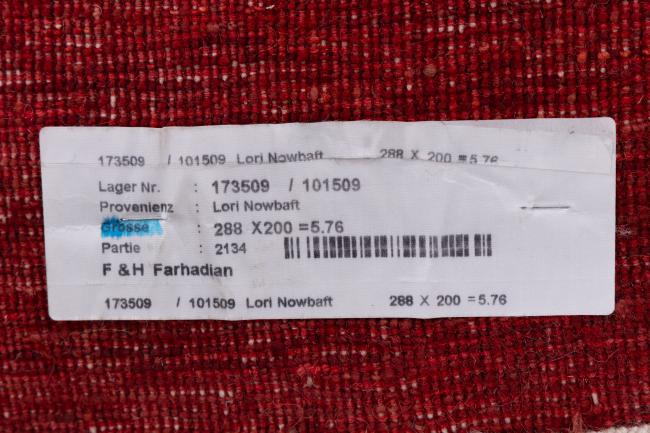 173509 / 101509 Lori Nowbaft 288 X 200 = 5.76
Lager Nr. : 173509 / 101509
Provenienz : Lori Nowbaft
Grösse : 288 X200 =5.76
Partie : 2134
F & H Farhadian
173509 / 101509 Lori Nowbaft 288 X 200 =5.76